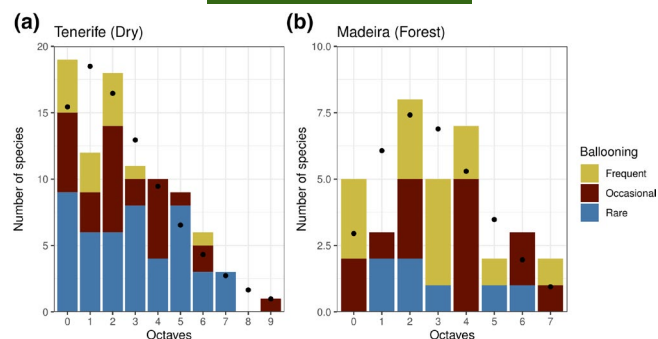 (a) Tenerife (Dry)
20
15
10
5
0
Number of species
0 1 2 3 4 5 6 7 8 9
Octaves
(b) Madeira (Forest)
10.0
7.5
5.0
2.5
0.0
Number of species
0 1 2 3 4 5 6 7
Octaves
Ballooning
Frequent
Occasional
Rare